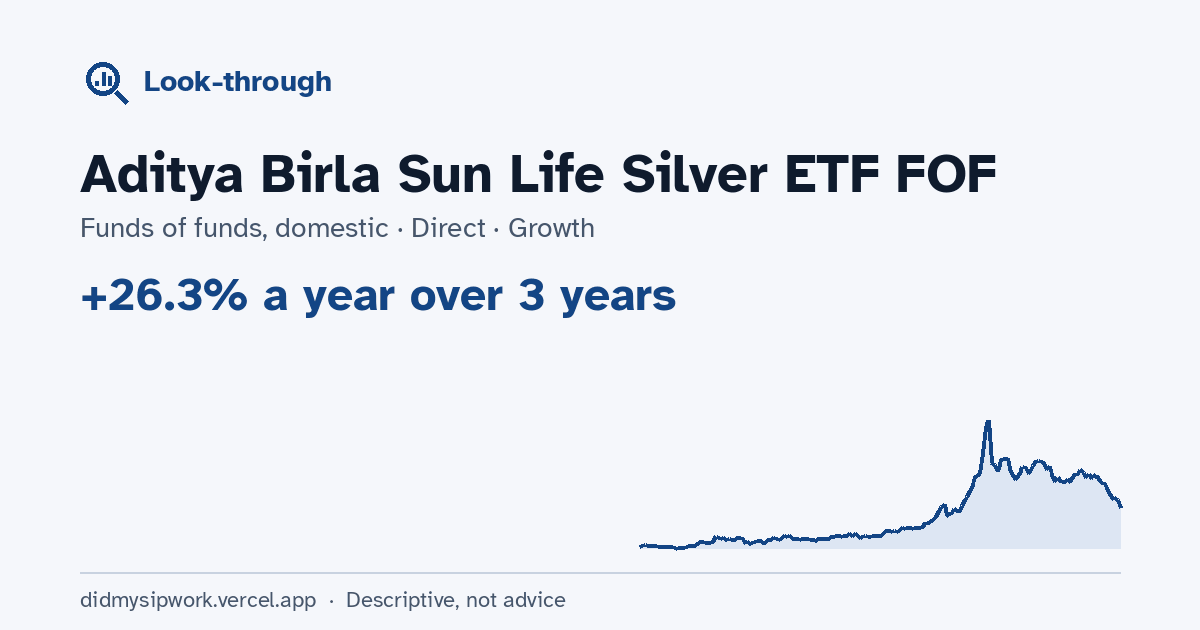 Look-through
Aditya Birla Sun Life Silver ETF FOF
Funds of funds, domestic · Direct · Growth
+26.3% a year over 3 years
didmysipwork.vercel.app · Descriptive, not advice